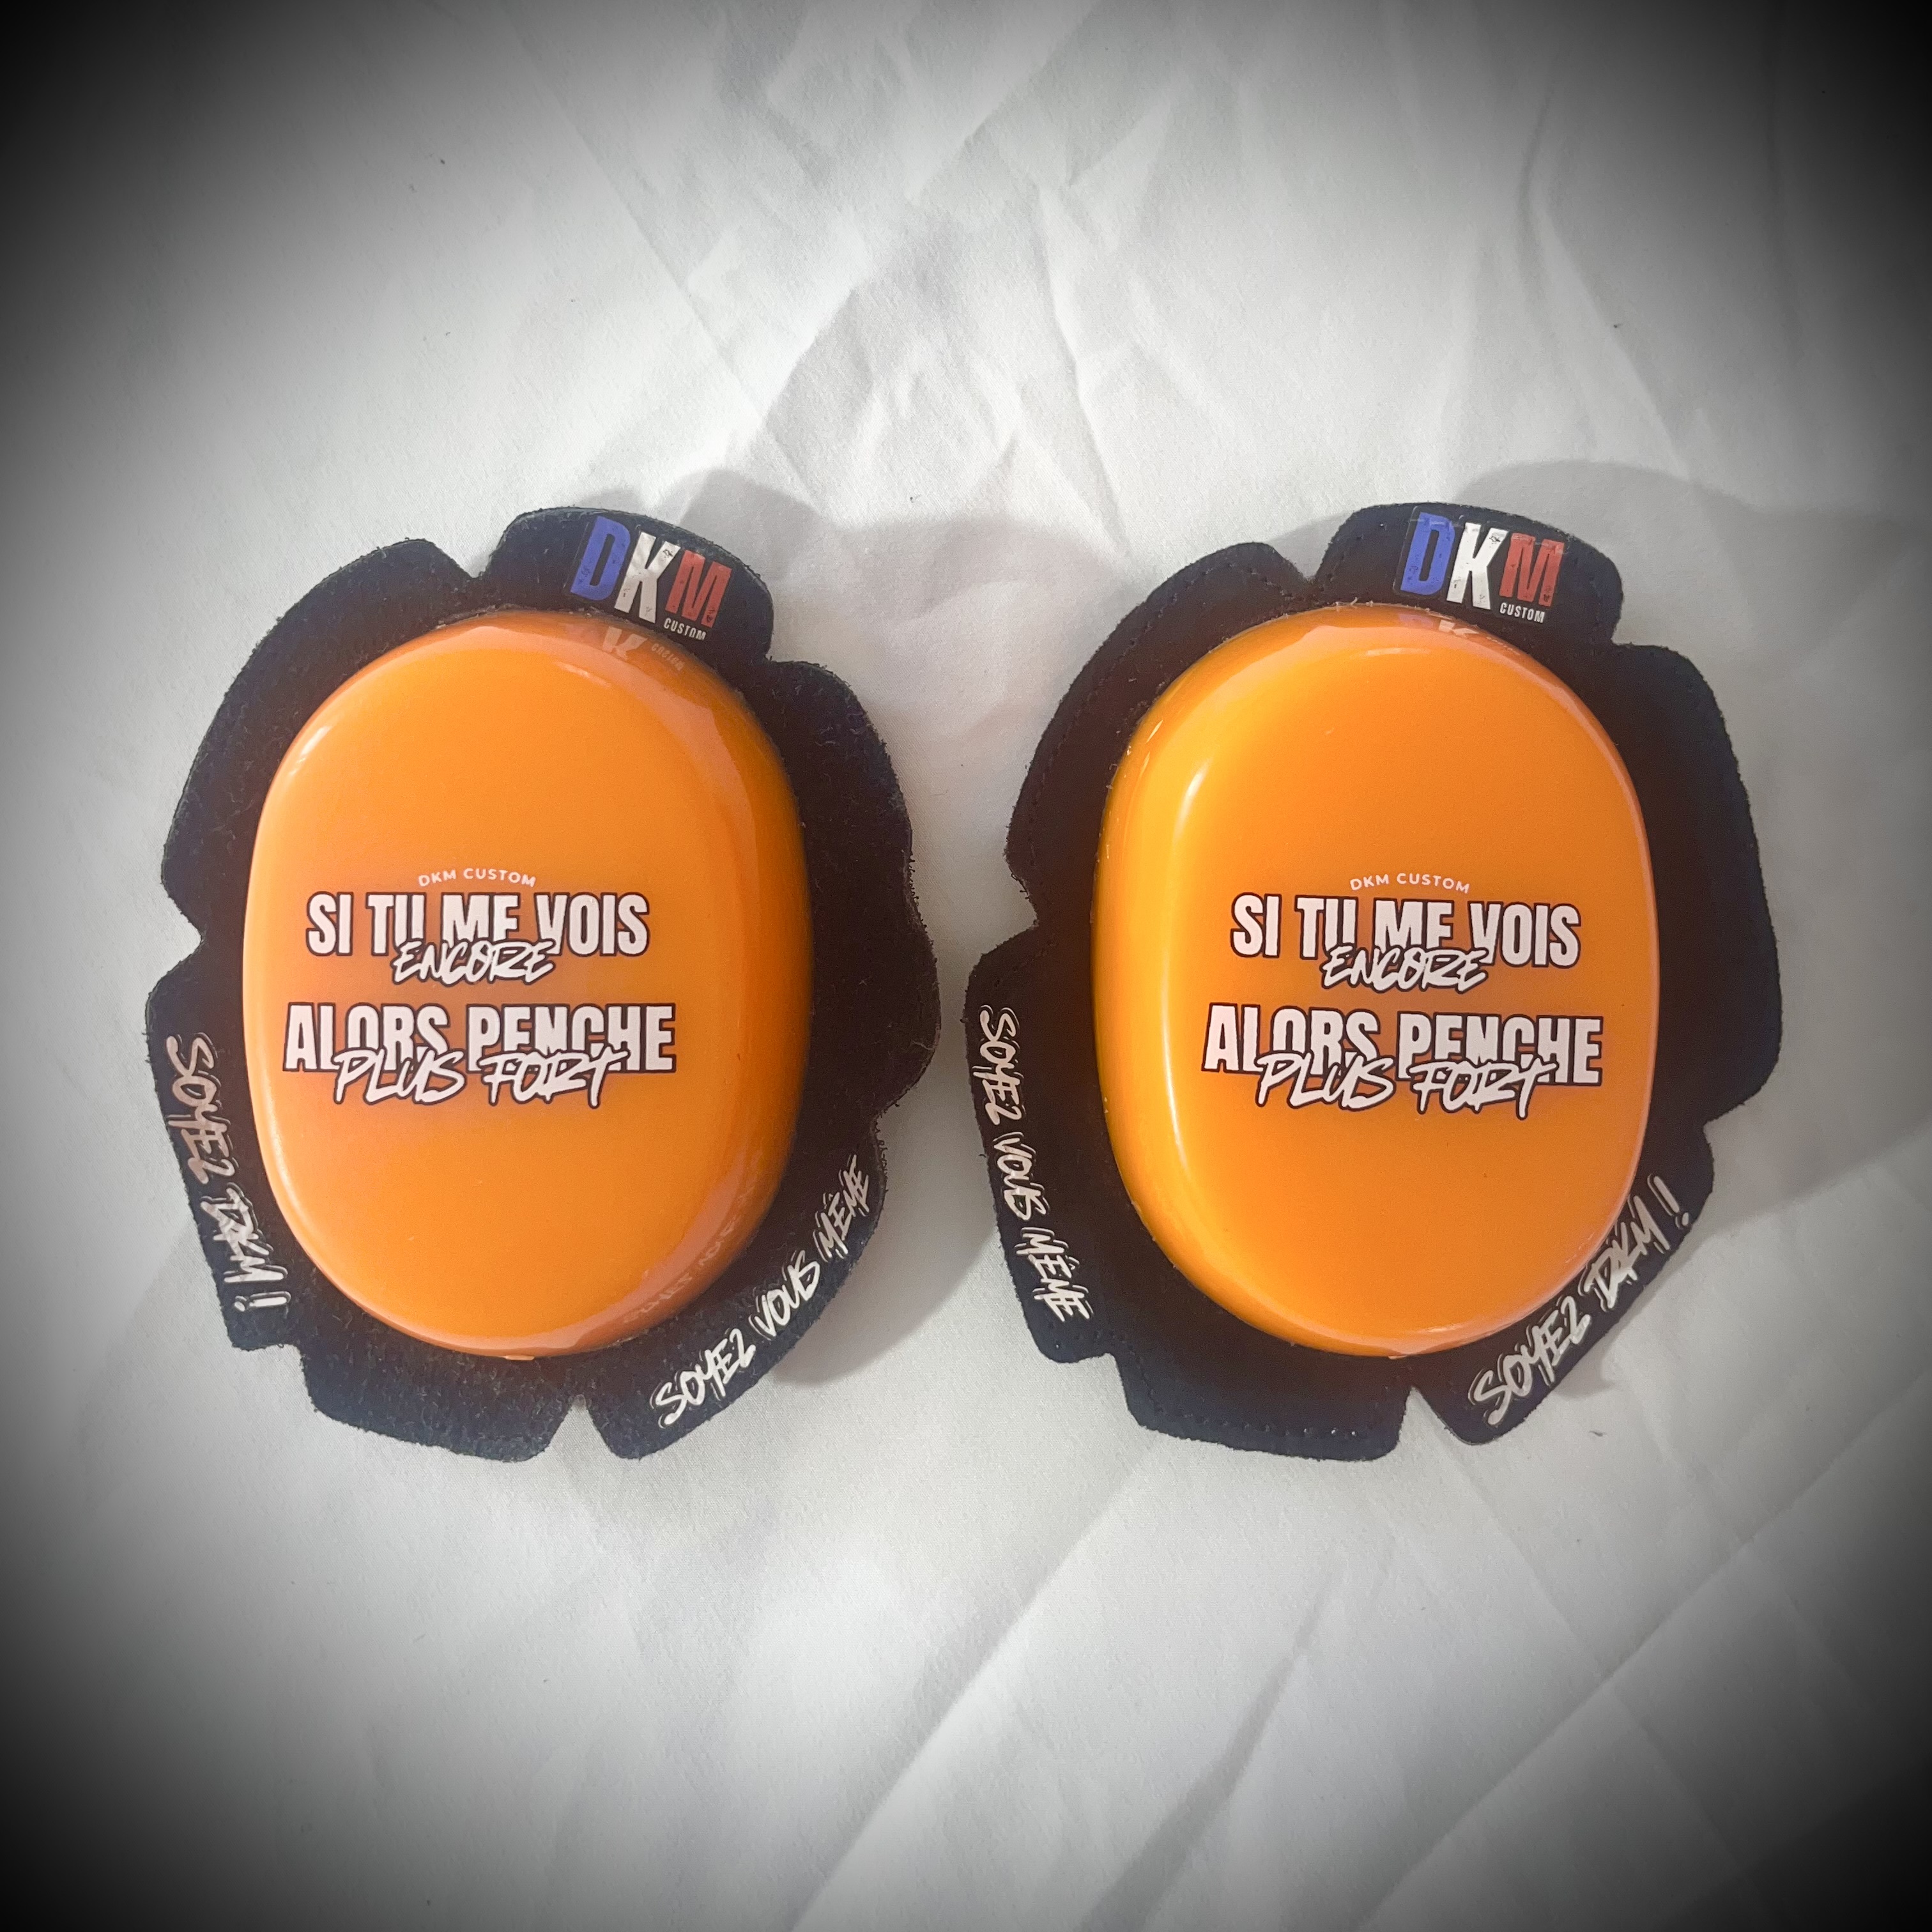 DKM
CUSTOM
DKM CUSTOM
SI TU ME VOIS
ENCORE
ALORS PENCHE
PLUS FORT
SOYEZ DKM !
SOYEZ VOUS MÊME
DKM
CUSTOM
DKM CUSTOM
SI TU ME VOIS
ENCORE
ALORS PENCHE
PLUS FORT
SOYEZ VOUS MÊME
SOYEZ DKM !